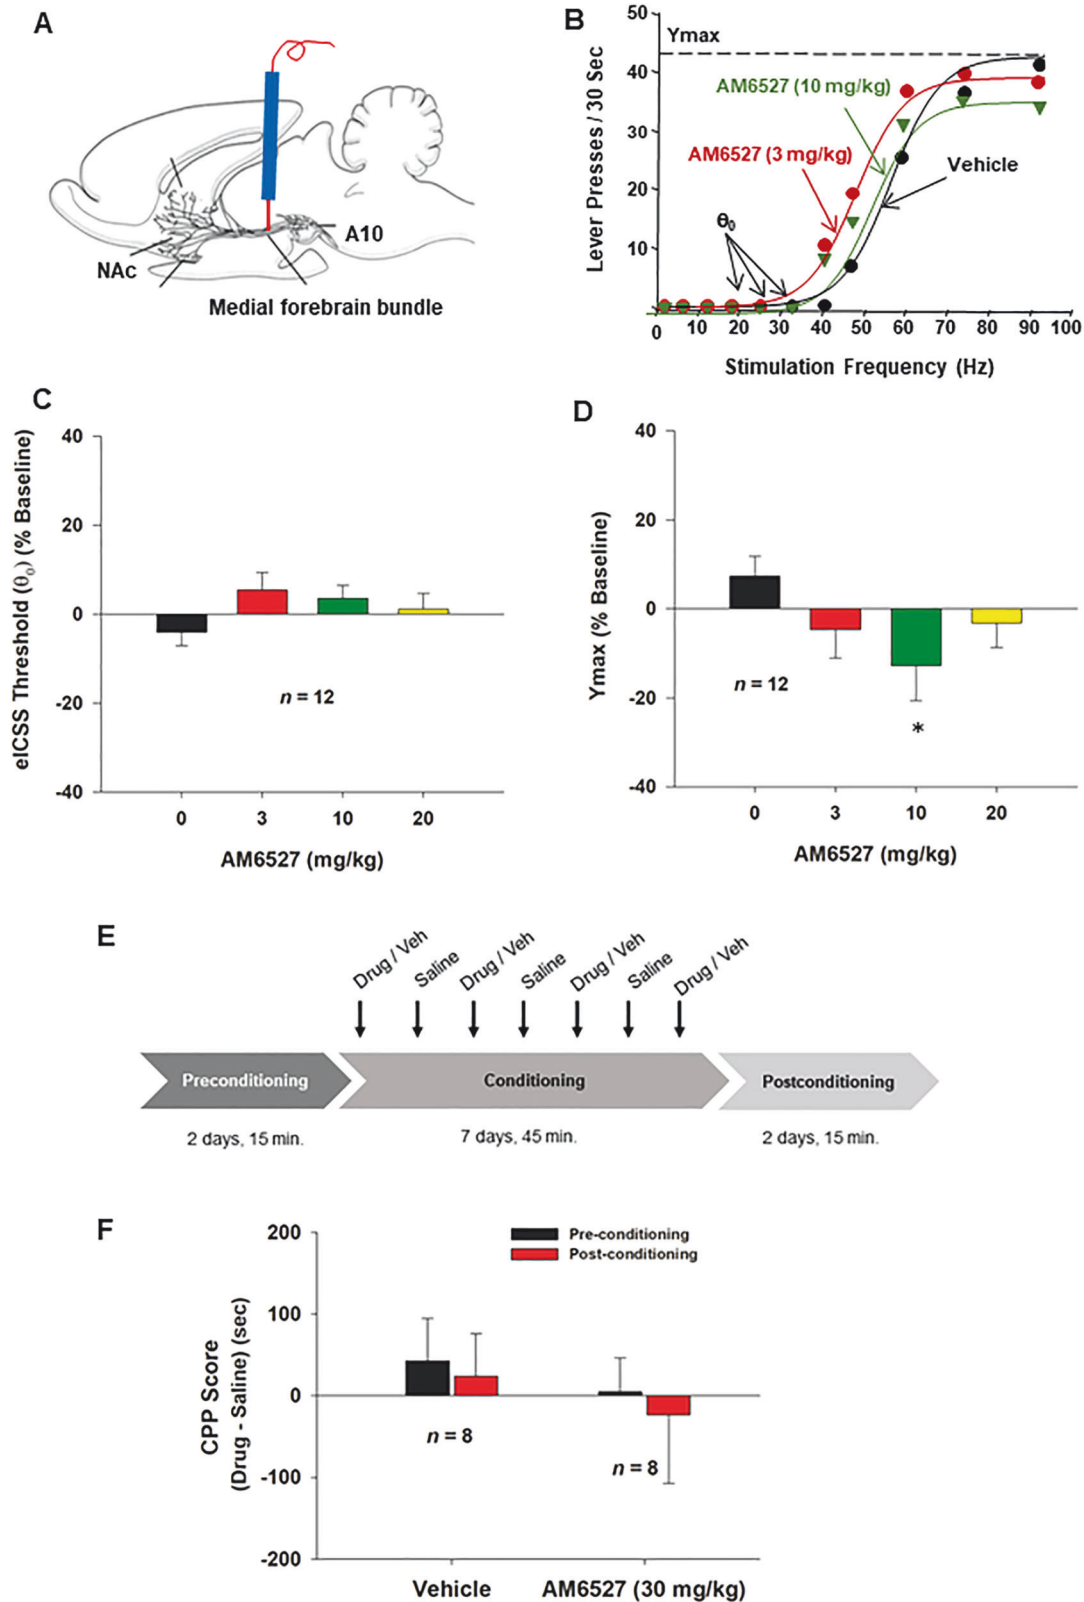 A
NAc
A10
Medial forebrain bundle
B
Lever Presses / 30 Sec
50
40
30
20
10
Ymax
AM6527 (10 mg/kg)
AM6527 (3 mg/kg)
Vehicle
θ0
0 10 20 30 40 50 60 70 80 90 100
Stimulation Frequency (Hz)
C
eICSS Threshold (θ0) (% Baseline)
40
20
0
-20
-40
n = 12
0 3 10 20
AM6527 (mg/kg)
D
Ymax (% Baseline)
40
20
0
-20
-40
n = 12
*
0 3 10 20
AM6527 (mg/kg)
E
Drug / Veh
Saline
Drug / Veh
Saline
Drug / Veh
Saline
Drug / Veh
Preconditioning
Conditioning
Postconditioning
2 days, 15 min.
7 days, 45 min.
2 days, 15 min.
F
CPP Score
(Drug - Saline) (sec)
200
100
0
-100
-200
Pre-conditioning
Post-conditioning
n = 8
n = 8
Vehicle
AM6527 (30 mg/kg)